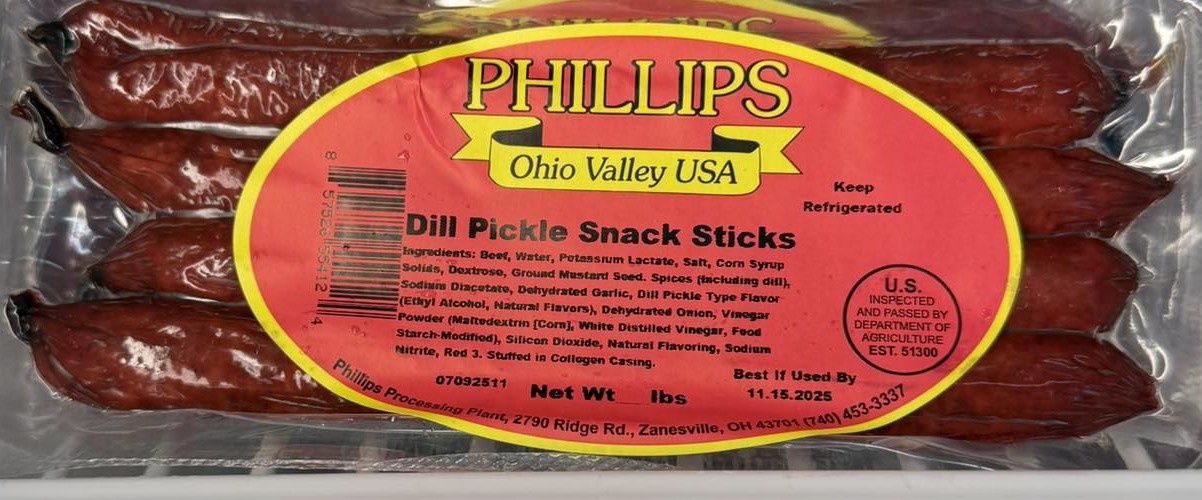 PHILLIPS
Ohio Valley USA
Keep
Refrigerated
Dill Pickle Snack Sticks
Ingredients: Beef, Water, Potassium Lactate, Salt, Corn Syrup
Solids, Dextrose, Ground Mustard Seed. Spices (including dill),
Sodium Diacetate, Dehydrated Garlic, Dill Pickle Type Flavor
(Ethyl Alcohol, Natural Flavors), Dehydrated Onion, Vinegar
Powder (Maltodextrin [Corn], White Distilled Vinegar, Food
Starch-Modified), Silicon Dioxide, Natural Flavoring, Sodium
Nitrite, Red 3. Stuffed in Collogen Casing.
U.S.
INSPECTED
AND PASSED BY
DEPARTMENT OF
AGRICULTURE
EST. 51300
07092511
Net Wt__ lbs
Best If Used By
11.15.2025
Phillips Processing Plant, 2790 Ridge Rd., Zanesville, OH 43701 (740) 453-3337